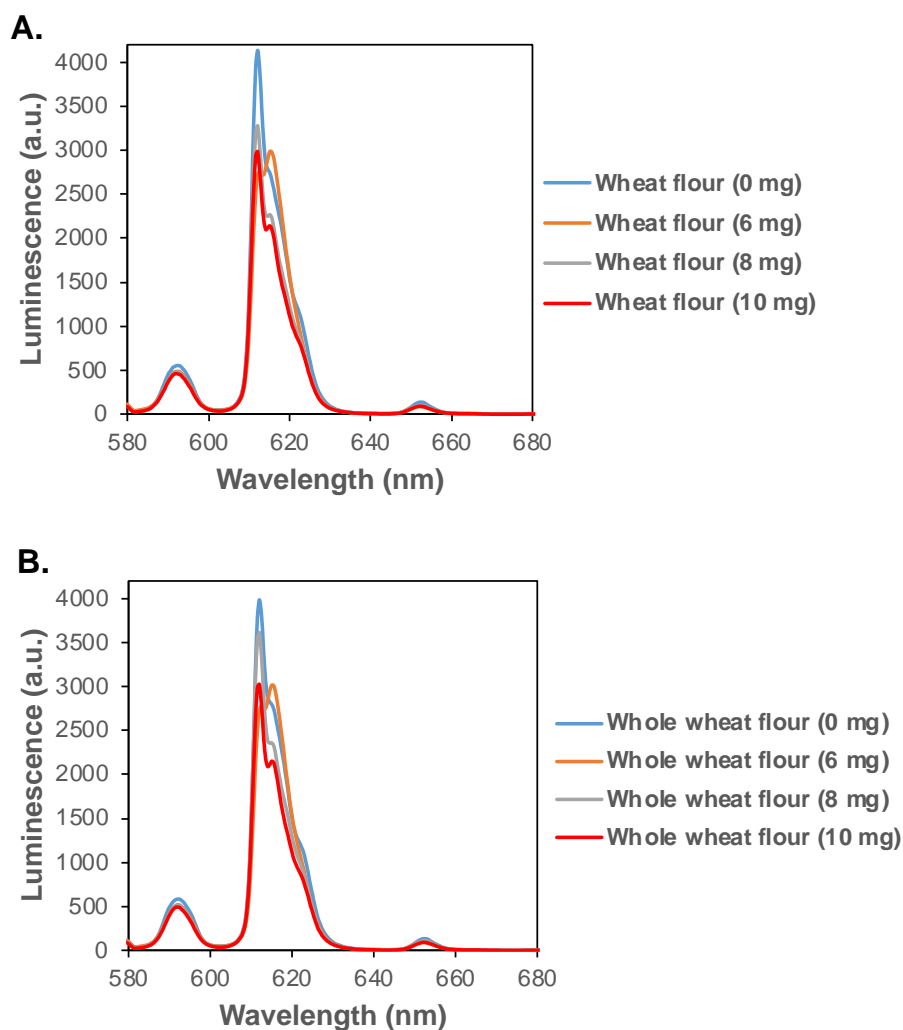 A.
Luminescence (a.u.)
4000
3500
3000
2500
2000
1500
1000
500
0
580 600 620 640 660 680
Wavelength (nm)
Wheat flour (0 mg)
Wheat flour (6 mg)
Wheat flour (8 mg)
Wheat flour (10 mg)
B.
Luminescence (a.u.)
4000
3500
3000
2500
2000
1500
1000
500
0
580 600 620 640 660 680
Wavelength (nm)
Whole wheat flour (0 mg)
Whole wheat flour (6 mg)
Whole wheat flour (8 mg)
Whole wheat flour (10 mg)